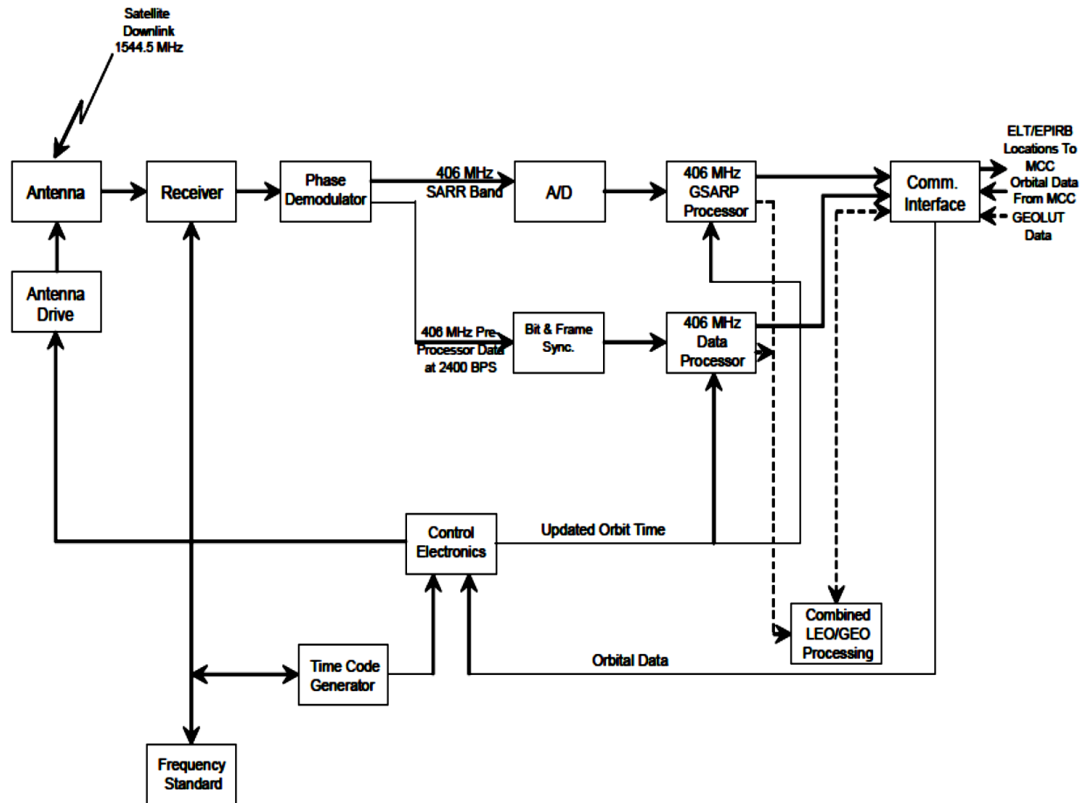 Satellite
Downlink
1544.5 MHz
Antenna
Receiver
Phase
Demodulator
406 MHz
SARR Band
A/D
406 MHz
GSARP
Processor
Comm.
Interface
ELT/EPIRB
Locations To
MCC
Orbital Data
From MCC
GEOLUT
Data
Antenna
Drive
406 MHz Pre-
Processor Data
at 2400 BPS
Bit & Frame
Sync.
406 MHz
Data
Processor
Control
Electronics
Updated Orbit Time
Combined
LEO/GEO
Processing
Time Code
Generator
Orbital Data
Frequency
Standard